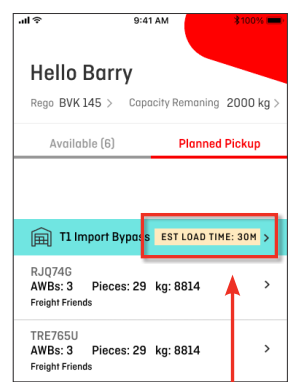 9:41 AM
100%
Hello Barry
Rego BVK 145 > Capacity Remaning 2000 kg >
Available (6) Planned Pickup
T1 Import Bypass EST LOAD TIME: 30M >
RJQ74G
AWBs: 3 Pieces: 29 kg: 8814 >
Freight Friends
TRE765U
AWBs: 3 Pieces: 29 kg: 8814 >
Freight Friends